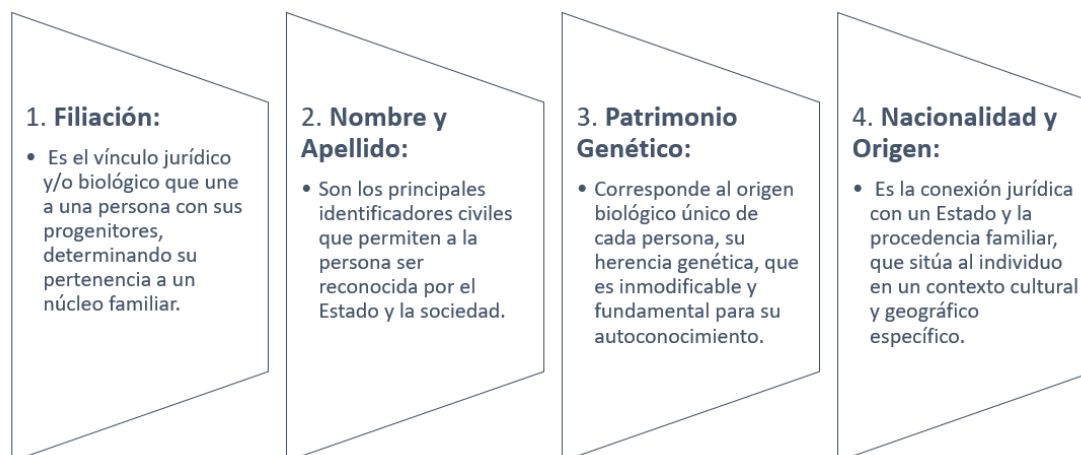 1. Filiación:
• Es el vínculo jurídico
y/o biológico que une
a una persona con sus
progenitores,
determinando su
pertenencia a un
núcleo familiar.
2. Nombre y
Apellido:
• Son los principales
identificadores civiles
que permiten a la
persona ser
reconocida por el
Estado y la sociedad.
3. Patrimonio
Genético:
• Corresponde al origen
biológico único de
cada persona, su
herencia genética, que
es inmodificable y
fundamental para su
autoconocimiento.
4. Nacionalidad y
Origen:
• Es la conexión jurídica
con un Estado y la
procedencia familiar,
que sitúa al individuo
en un contexto cultural
y geográfico
específico.